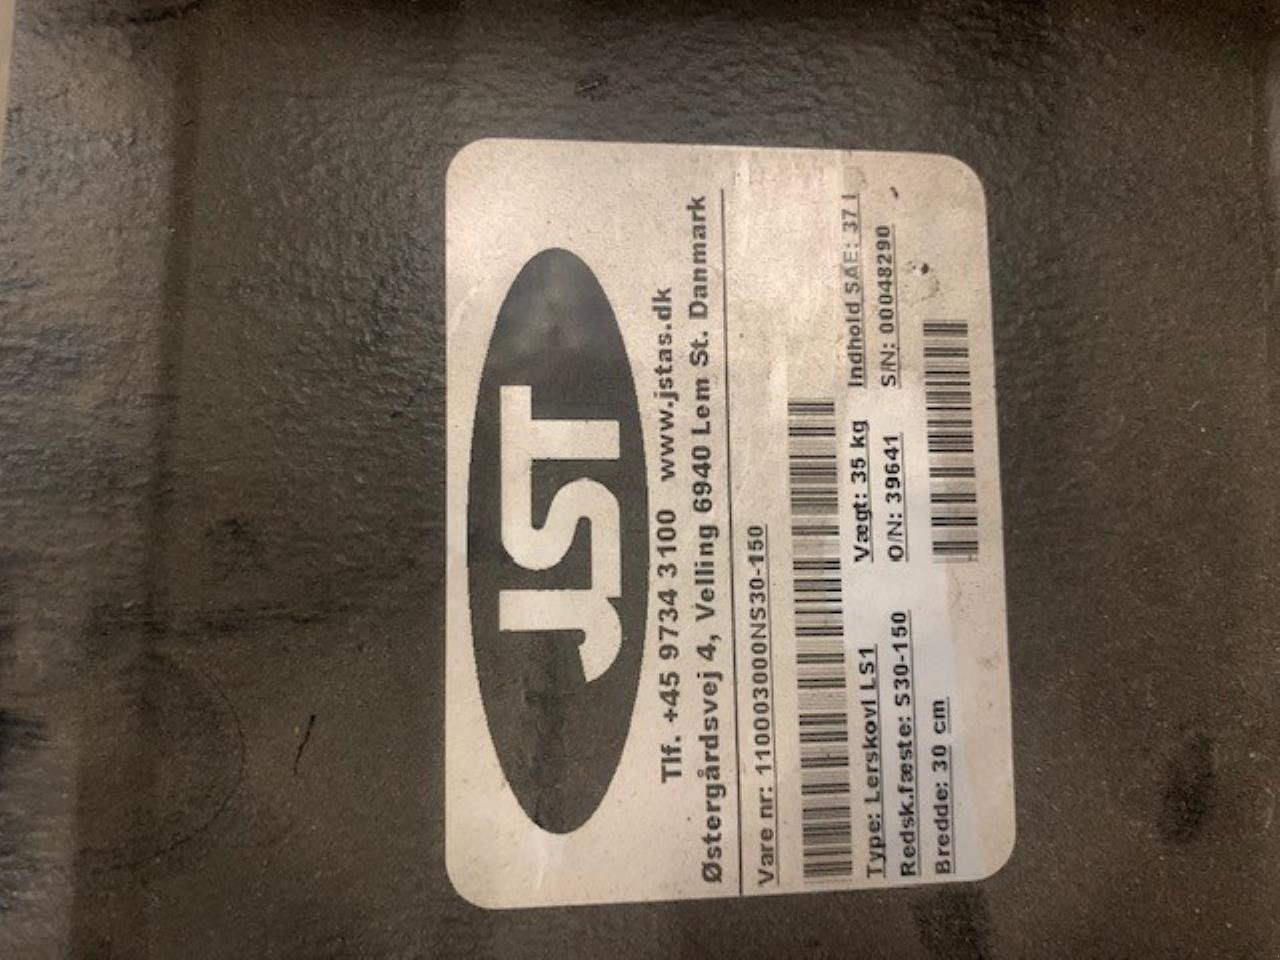 JST
Tlf. +45 9734 3100 www.jstas.dk
Østergårdsvej 4, Velling 6940 Lem St. Danmark
Vare nr: 110003000NS30-150
Type: Lerskovl LS1 Vægt: 35 kg Indhold SAE: 37 l
Redsk.fæste: S30-150 O/N: 39641 S/N: 00048290
Bredde: 30 cm